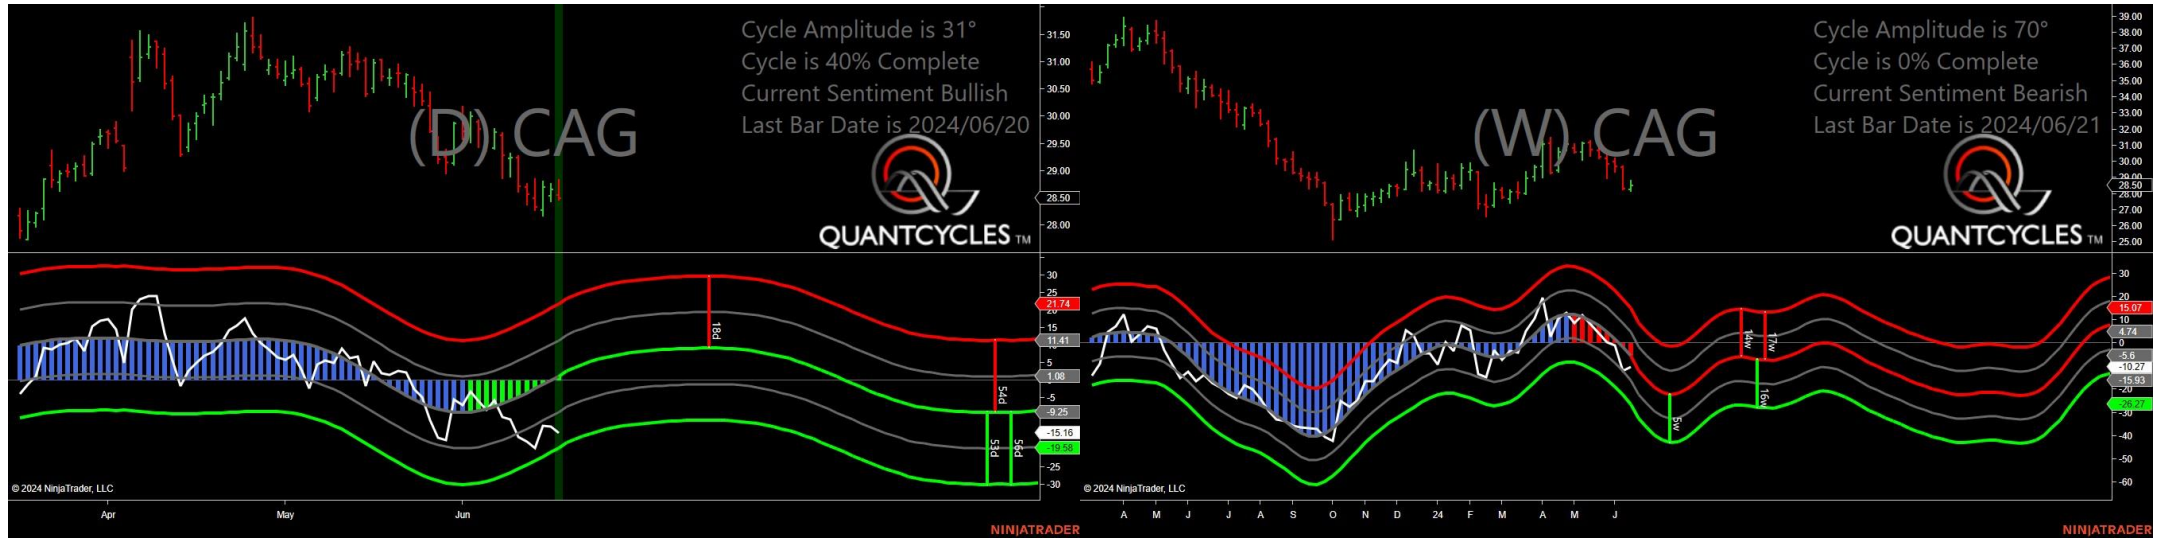 Cycle Amplitude is 31°
Cycle is 40% Complete
Current Sentiment Bullish
Last Bar Date is 2024/06/20
(D) CAG
QUANTCYCLES TM
31.50
31.00
30.50
30.00
29.50
29.00
28.50
28.00
30
25
21.74
15
11.41
5
1.08
-5
-9.25
-15.16
-19.58
-25
-30
18d
54d
53d
56d
© 2024 NinjaTrader, LLC
Apr May Jun
NINJATRADER
Cycle Amplitude is 70°
Cycle is 0% Complete
Current Sentiment Bearish
Last Bar Date is 2024/06/21
(W) CAG
QUANTCYCLES TM
39.00
38.00
37.00
36.00
35.00
34.00
33.00
32.00
31.00
30.00
29.00
28.50
28.00
27.00
26.00
25.00
30
20
15.07
10
4.74
0
-5.6
-10.27
-15.93
-20
-26.27
-30
-40
-50
-60
14w
17w
16w
5w
© 2024 NinjaTrader, LLC
A M J J A S O N D 24 F M A M J
NINJATRADER